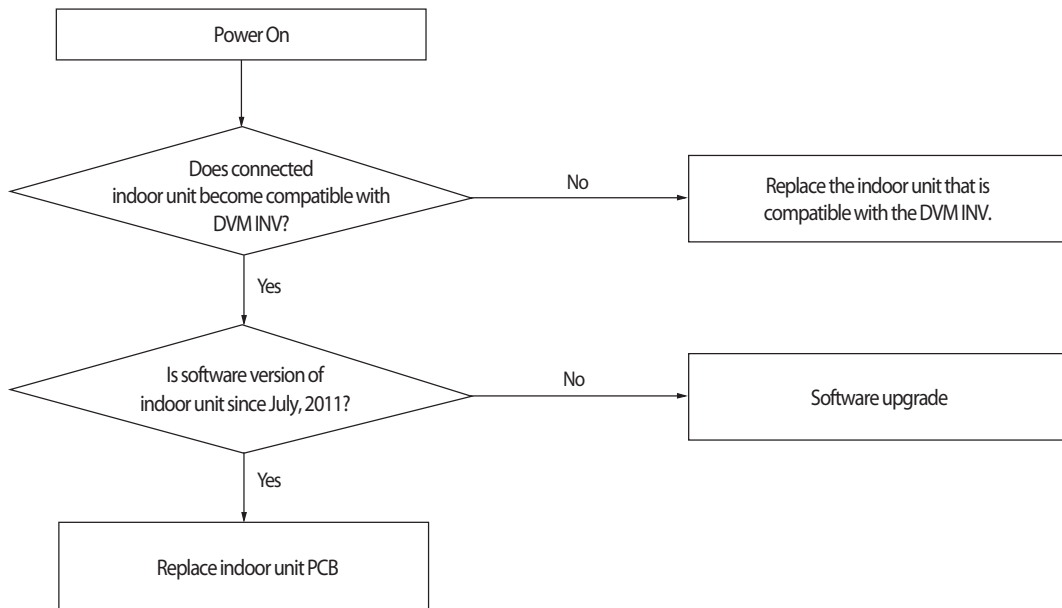 Power On
Does connected
indoor unit become compatible with
DVM INV?
No
Replace the indoor unit that is
compatible with the DVM INV.
Yes
Is software version of
indoor unit since July, 2011?
No
Software upgrade
Yes
Replace indoor unit PCB